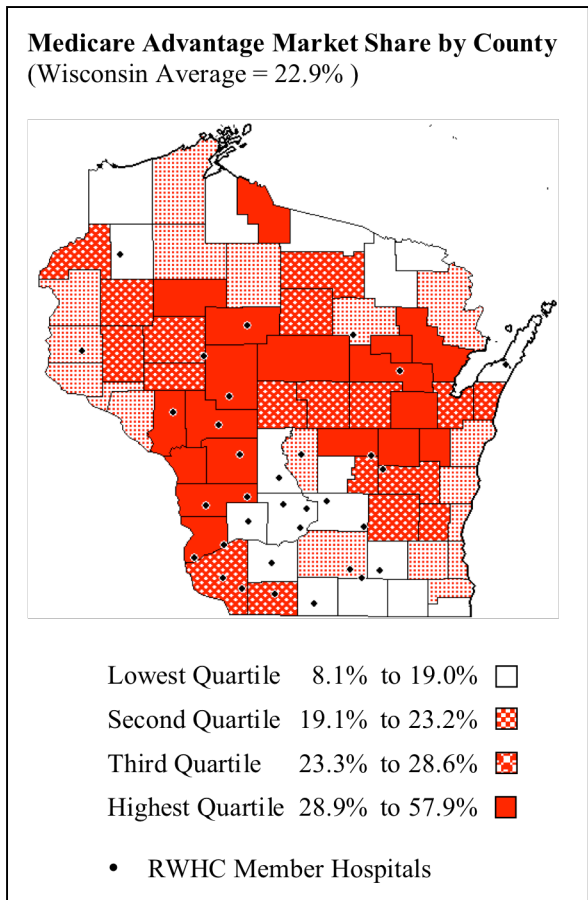 Medicare Advantage Market Share by County
(Wisconsin Average = 22.9% )
Lowest Quartile 8.1% to 19.0%
Second Quartile 19.1% to 23.2%
Third Quartile 23.3% to 28.6%
Highest Quartile 28.9% to 57.9%
RWHC Member Hospitals